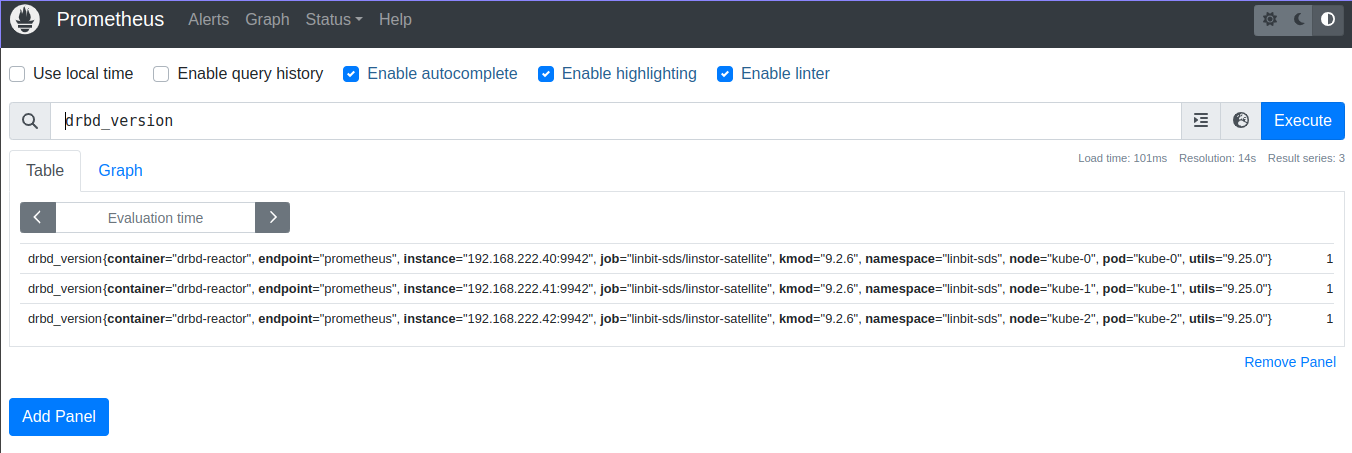 Prometheus Alerts Graph Status Help
Use local time Enable query history Enable autocomplete Enable highlighting Enable linter
drbd_version Execute
Table Graph Load time: 101ms Resolution: 14s Result series: 3
Evaluation time
drbd_version{container="drbd-reactor", endpoint="prometheus", instance="192.168.222.40:9942", job="linbit-sds/linstor-satellite", kmod="9.2.6", namespace="linbit-sds", node="kube-0", pod="kube-0", utils="9.25.0"} 1
drbd_version{container="drbd-reactor", endpoint="prometheus", instance="192.168.222.41:9942", job="linbit-sds/linstor-satellite", kmod="9.2.6", namespace="linbit-sds", node="kube-1", pod="kube-1", utils="9.25.0"} 1
drbd_version{container="drbd-reactor", endpoint="prometheus", instance="192.168.222.42:9942", job="linbit-sds/linstor-satellite", kmod="9.2.6", namespace="linbit-sds", node="kube-2", pod="kube-2", utils="9.25.0"} 1
Remove Panel
Add Panel